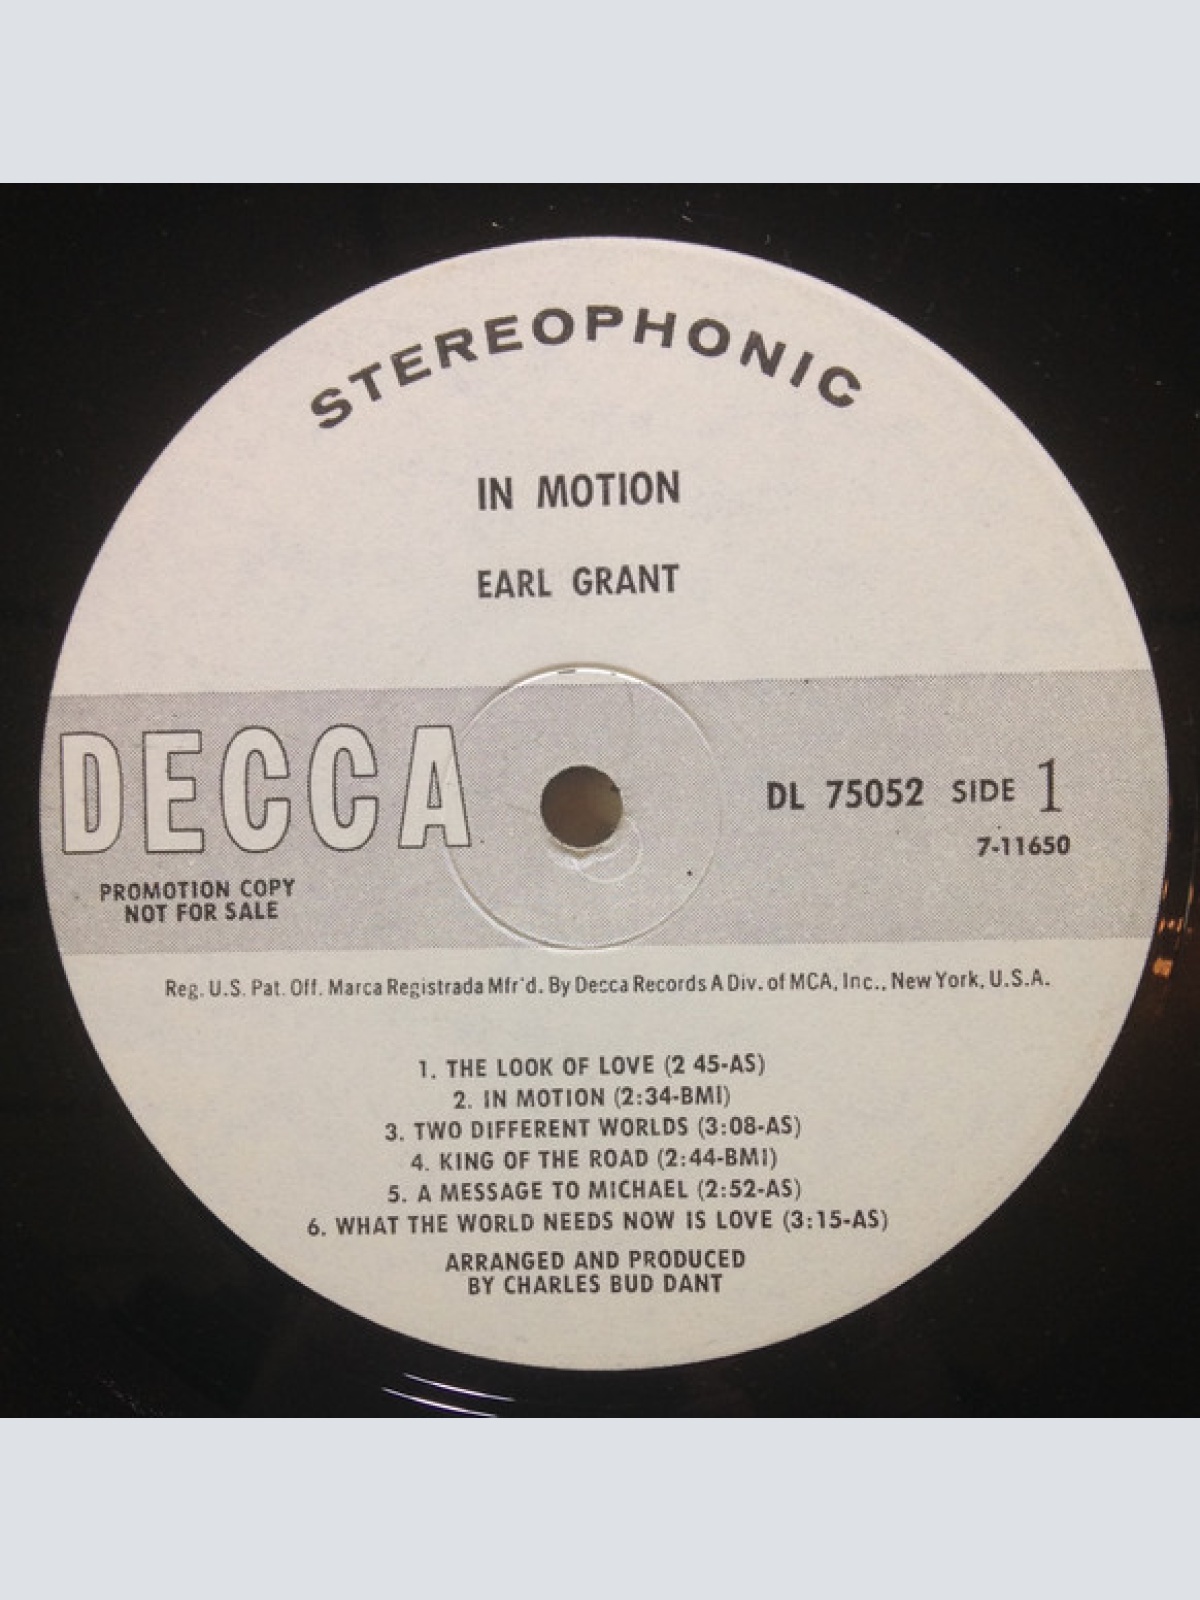 STEREOPHONIC
IN MOTION
EARL GRANT
DECCA
DL 75052 SIDE 1
7-11650
PROMOTION COPY
NOT FOR SALE
Reg. U.S. Pat. Off. Marca Registrada Mfr'd. By Decca Records A Div. of MCA, Inc., New York, U.S.A.
1. THE LOOK OF LOVE (2 45-AS)
2. IN MOTION (2:34-BMI)
3. TWO DIFFERENT WORLDS (3:08-AS)
4. KING OF THE ROAD (2:44-BMI)
5. A MESSAGE TO MICHAEL (2:52-AS)
6. WHAT THE WORLD NEEDS NOW IS LOVE (3:15-AS)
ARRANGED AND PRODUCED
BY CHARLES BUD DANT